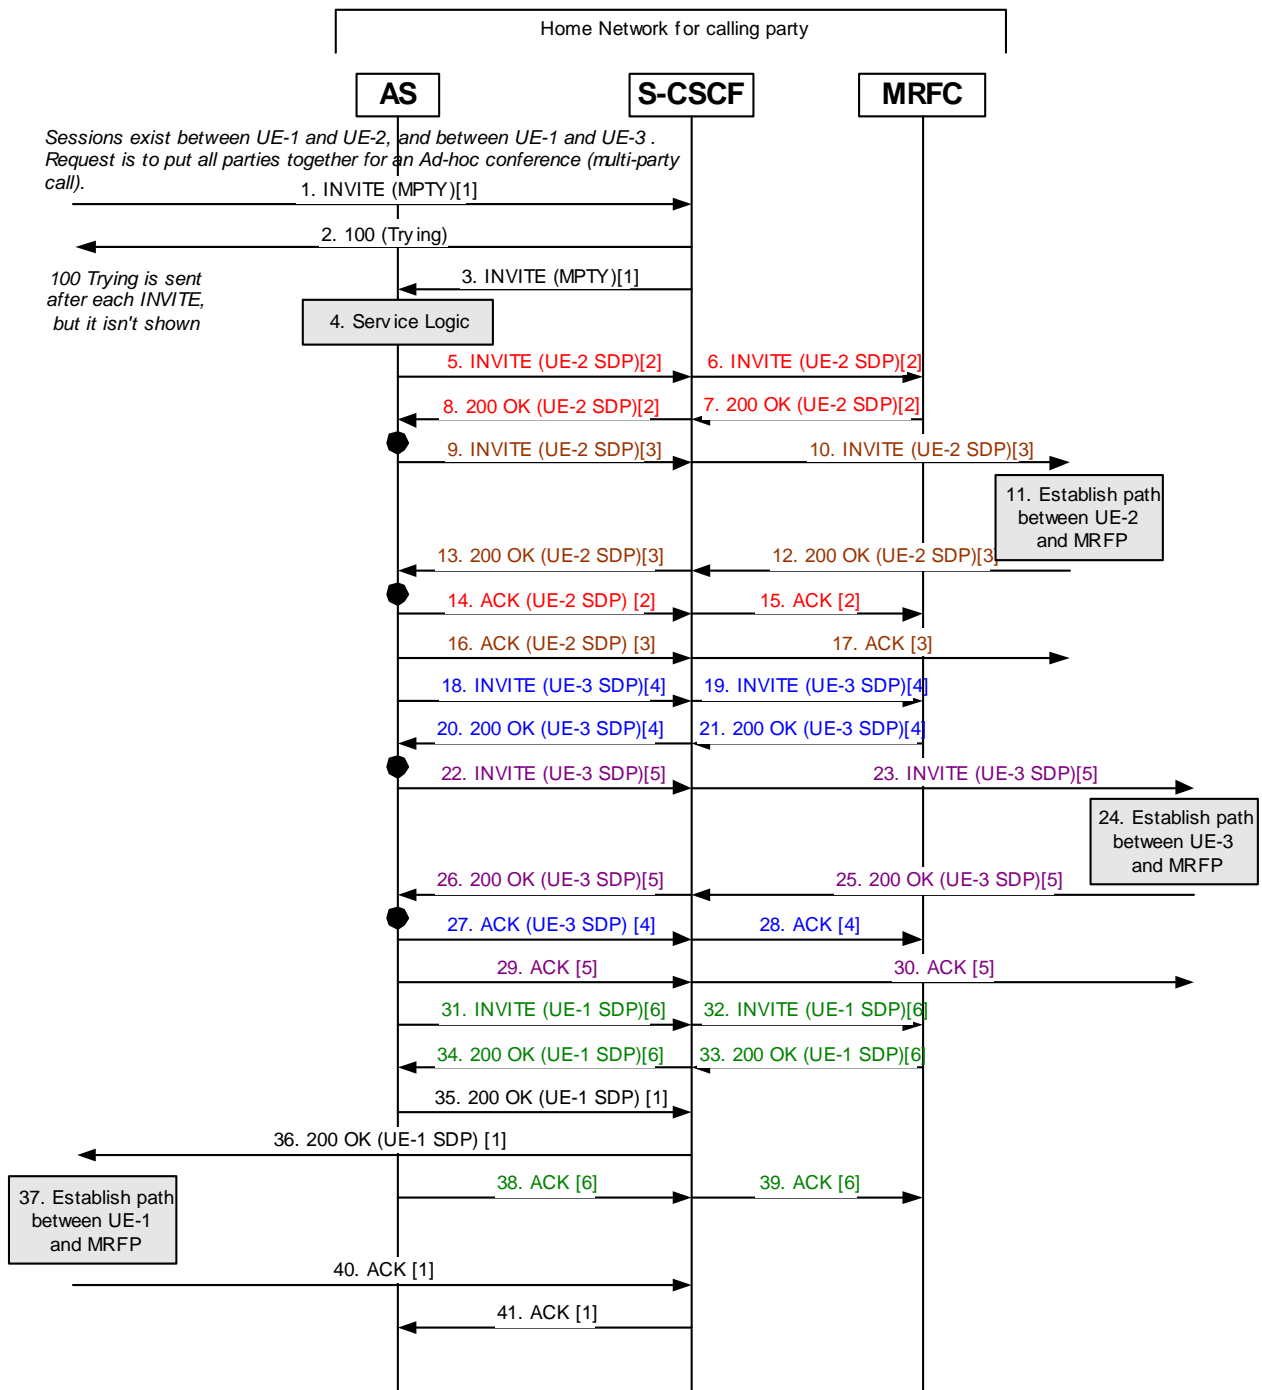 Home Network for calling party
AS
S-CSCF
MRFC
Sessions exist between UE-1 and UE-2, and between UE-1 and UE-3 .
Request is to put all parties together for an Ad-hoc conference (multi-party
call).
1. INVITE (MPTY)[1]
2. 100 (Trying)
100 Trying is sent
after each INVITE,
but it isn't shown
3. INVITE (MPTY)[1]
4. Service Logic
5. INVITE (UE-2 SDP)[2]
6. INVITE (UE-2 SDP)[2]
8. 200 OK (UE-2 SDP)[2]
7. 200 OK (UE-2 SDP)[2]
9. INVITE (UE-2 SDP)[3]
10. INVITE (UE-2 SDP)[3]
11. Establish path
between UE-2
and MRFP
13. 200 OK (UE-2 SDP)[3]
12. 200 OK (UE-2 SDP)[3]
14. ACK (UE-2 SDP) [2]
15. ACK [2]
16. ACK (UE-2 SDP) [3]
17. ACK [3]
18. INVITE (UE-3 SDP)[4]
19. INVITE (UE-3 SDP)[4]
20. 200 OK (UE-3 SDP)[4]
21. 200 OK (UE-3 SDP)[4]
22. INVITE (UE-3 SDP)[5]
23. INVITE (UE-3 SDP)[5]
24. Establish path
between UE-3
and MRFP
26. 200 OK (UE-3 SDP)[5]
25. 200 OK (UE-3 SDP)[5]
27. ACK (UE-3 SDP) [4]
28. ACK [4]
29. ACK [5]
30. ACK [5]
31. INVITE (UE-1 SDP)[6]
32. INVITE (UE-1 SDP)[6]
34. 200 OK (UE-1 SDP)[6]
33. 200 OK (UE-1 SDP)[6]
35. 200 OK (UE-1 SDP) [1]
36. 200 OK (UE-1 SDP) [1]
37. Establish path
between UE-1
and MRFP
38. ACK [6]
39. ACK [6]
40. ACK [1]
41. ACK [1]